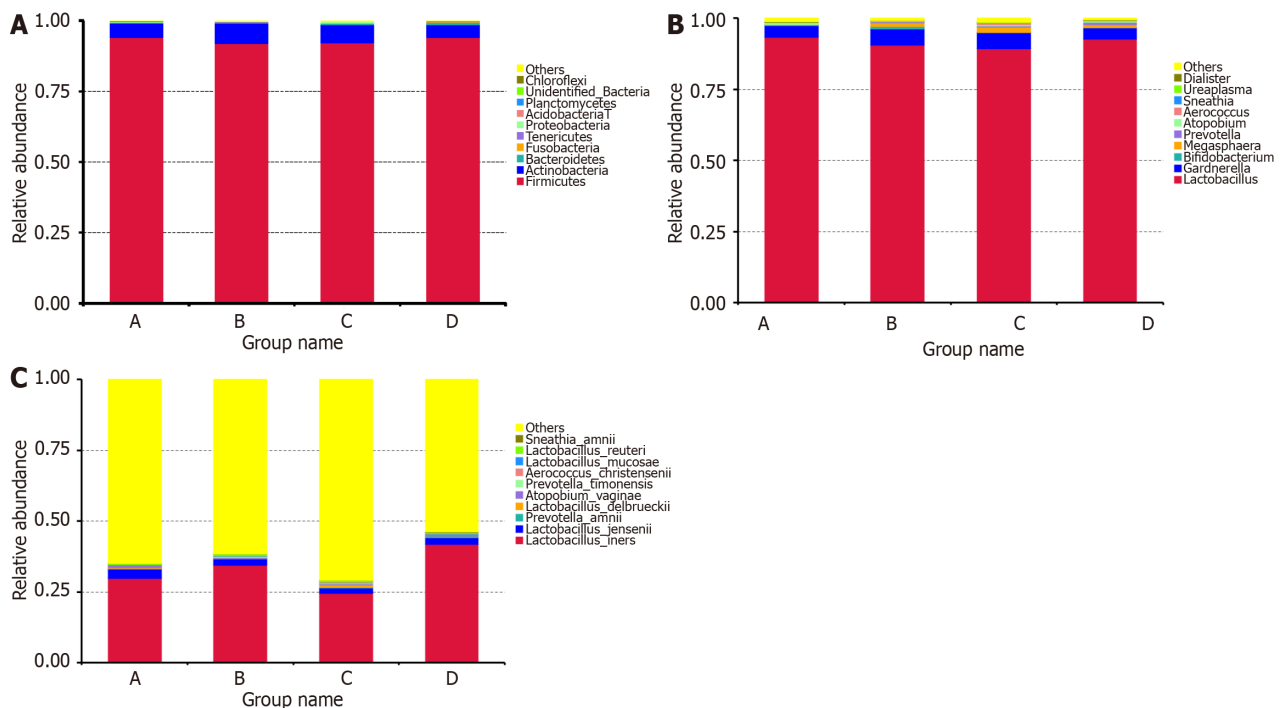 A
Relative abundance
1.00
0.75
0.50
0.25
0.00
A B C D
Group name
Others
Chloroflexi
Unidentified_Bacteria
Planctomycetes
AcidobacteriaT
Proteobacteria
Tenericutes
Fusobacteria
Bacteroidetes
Actinobacteria
Firmicutes
B
Relative abundance
1.00
0.75
0.50
0.25
0.00
A B C D
Group name
Others
Dialister
Ureaplasma
Sneathia
Aerococcus
Atopobium
Prevotella
Megasphaera
Bifidobacterium
Gardnerella
Lactobacillus
C
Relative abundance
1.00
0.75
0.50
0.25
0.00
A B C D
Group name
Others
Sneathia_amnii
Lactobacillus_reuteri
Lactobacillus_mucosae
Aerococcus_christensenii
Prevotella_timonensis
Atopobium_vaginae
Lactobacillus_delbrueckii
Prevotella_amnii
Lactobacillus_jensenii
Lactobacillus_iners